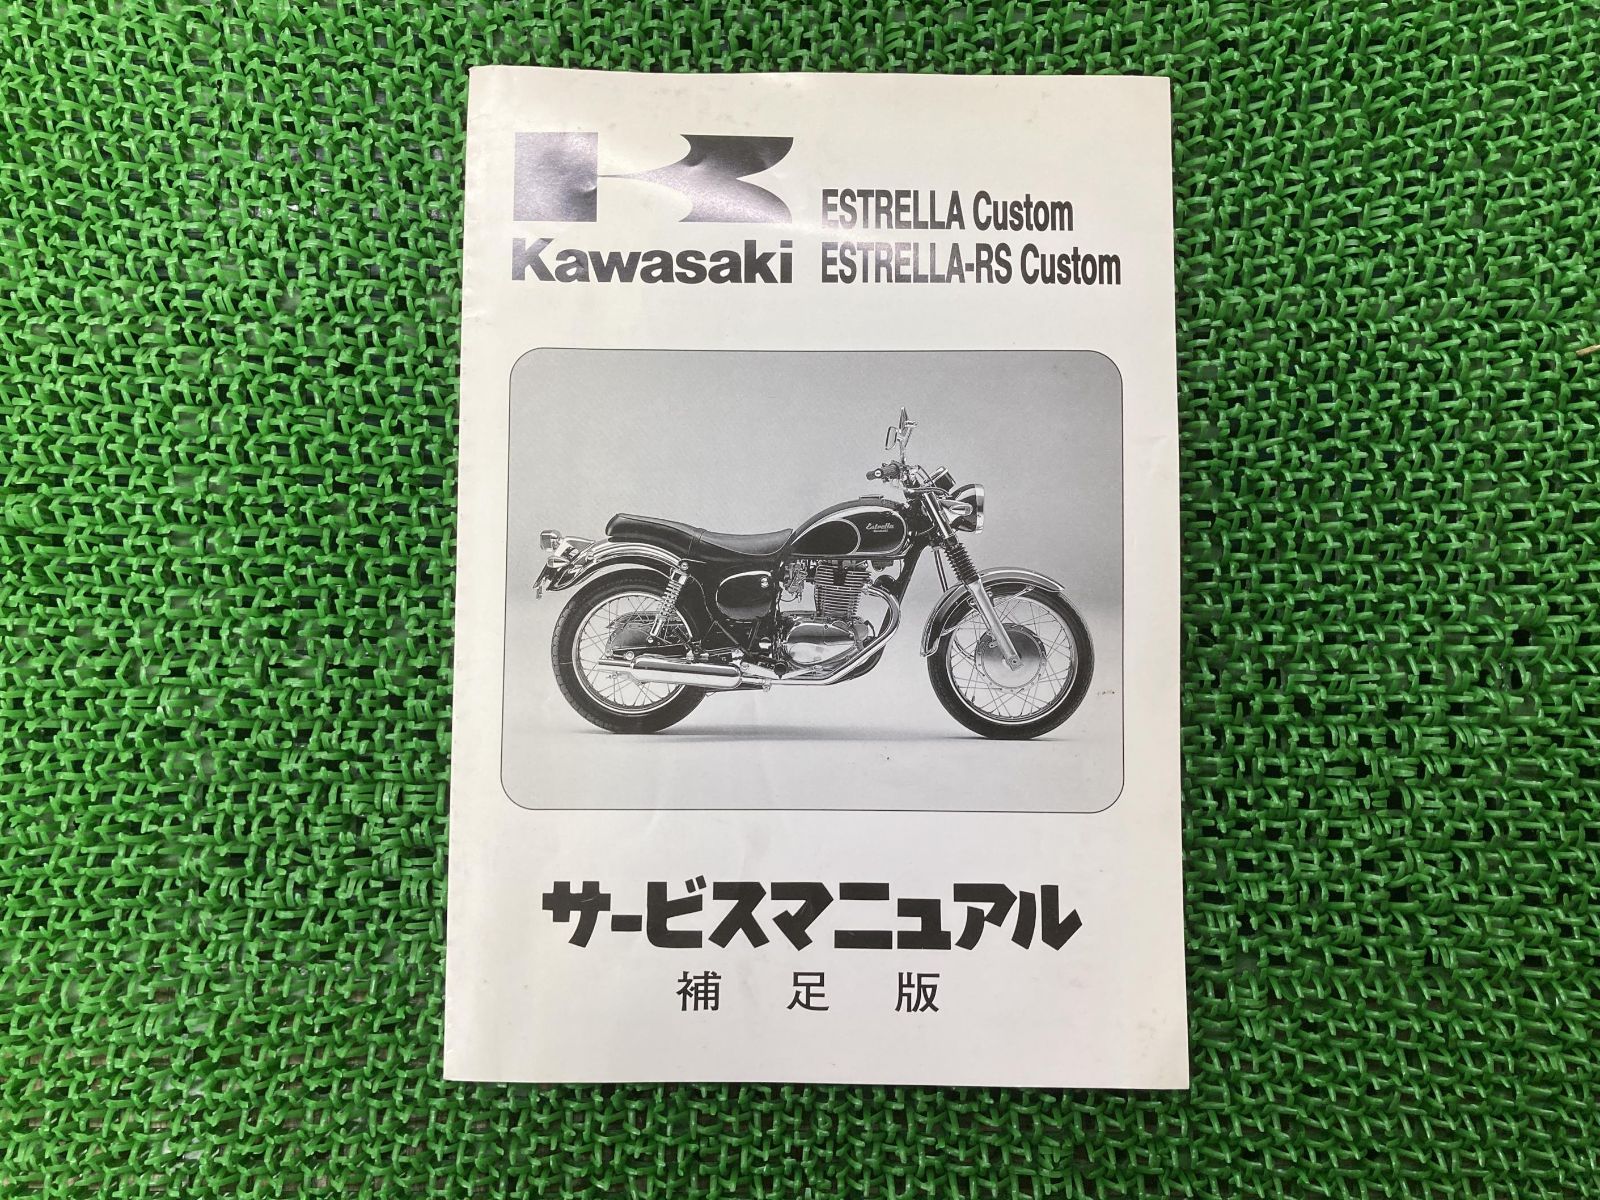 ESTRELLA Custom
Kawasaki ESTRELLA-RS Custom
Estrella
サービスマニュアル
補足版